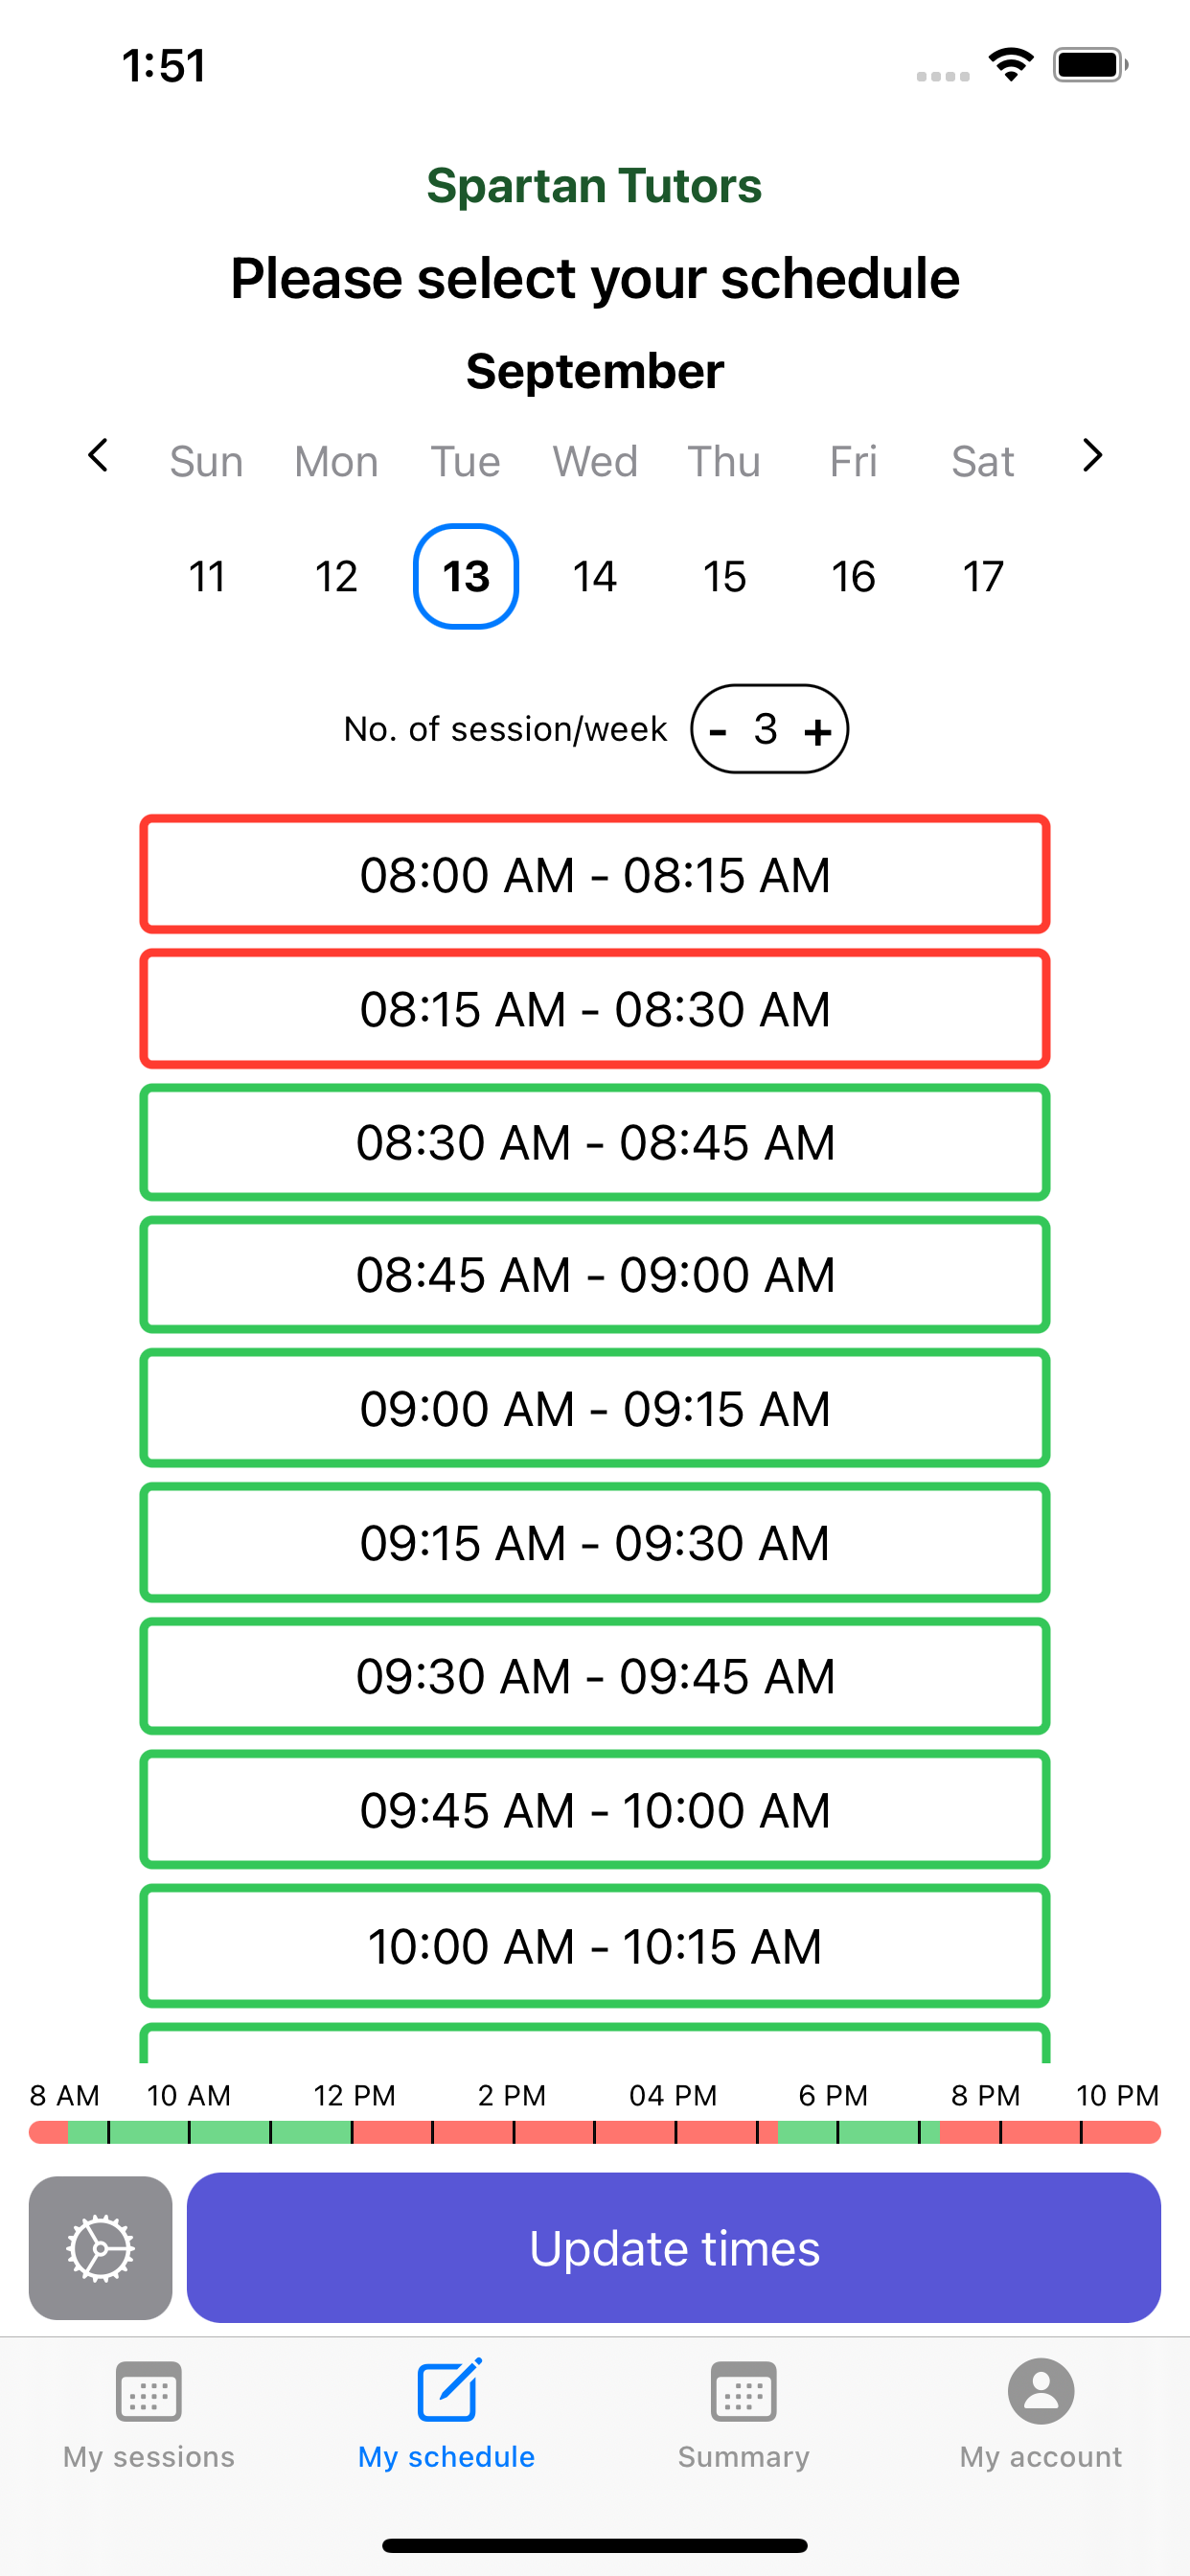 1:51
Spartan Tutors
Please select your schedule
September
Sun Mon Tue Wed Thu Fri Sat
11 12 13 14 15 16 17
No. of session/week - 3 +
08:00 AM - 08:15 AM
08:15 AM - 08:30 AM
08:30 AM - 08:45 AM
08:45 AM - 09:00 AM
09:00 AM - 09:15 AM
09:15 AM - 09:30 AM
09:30 AM - 09:45 AM
09:45 AM - 10:00 AM
10:00 AM - 10:15 AM
8 AM 10 AM 12 PM 2 PM 04 PM 6 PM 8 PM 10 PM
Update times
My sessions My schedule Summary My account